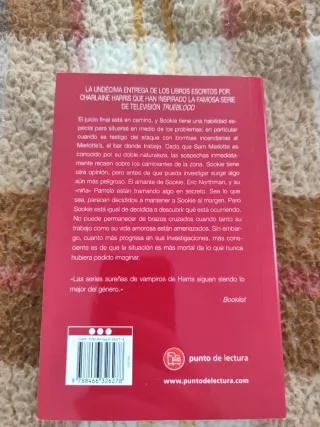 LA UNDÉCIMA ENTREGA DE LOS LIBROS ESCRITOS POR
CHARLAINE HARRIS QUE HAN INSPIRADO LA FAMOSA SERIE
DE TELEVISIÓN TRUEBLOOD
El juicio final está en camino, y Sookie tiene una habilidad es-
pecial para situarse en medio de los problemas; en particular
cuando es testigo del ataque con bombas incendiarias al
Merlotte's, el bar donde trabaja. Dado que Sam Merlotte es
conocido por su doble naturaleza, las sospechas inmediata-
mente recaen sobre los cambiantes de la zona. Sookie tiene
otra opinión, pero antes de que pueda investigar surge algo
aún más peligroso. El amante de Sookie, Eric Northman, y su
«niña» Pam están tramando algo en secreto. Sea lo que
sea, parecen decididos a mantener a Sookie al margen. Pero
Sookie está igual de decidida a descubrir qué está ocurriendo.
No puede permanecer de brazos cruzados cuando tanto su
trabajo como su vida amorosa están amenazados. Sin embar-
go, cuanto más progresa en sus investigaciones, más cons-
ciente es de que la situación es más mortal de lo que nunca
hubiera podido imaginar.
«Las series sureñas de vampiros de Harris siguen siendo lo
mejor del género.»
Booklist
9 788466 326278
punto de lectura
www.puntodelectura.com